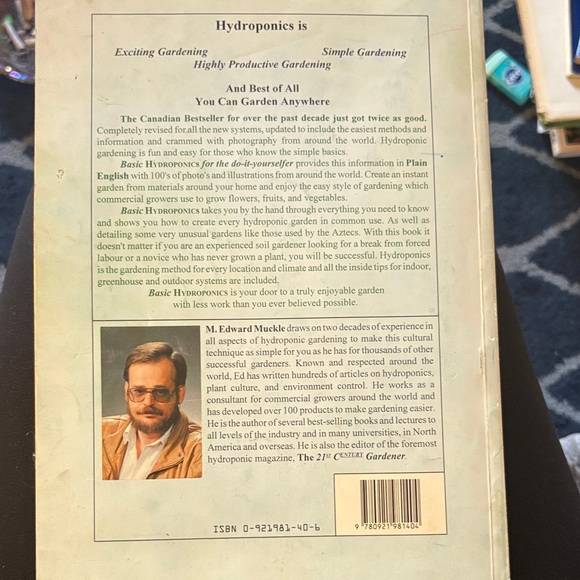 Hydroponics is
Exciting Gardening Simple Gardening
Highly Productive Gardening
And Best of All
You Can Garden Anywhere
The Canadian Bestseller for over the past decade just got twice as good.
Completely revised for all the new systems, updated to include the easiest methods and
information and crammed with photography from around the world. Hydroponic
gardening is fun and easy for those who know the simple basics.
Basic HYDROPONICS for the do-it-yourselfer provides this information in Plain
English with 100's of photo's and illustrations from around the world. Create an instant
garden from materials around your home and enjoy the easy style of gardening which
commercial growers use to grow flowers, fruits, and vegetables.
Basic HYDROPONICS takes you by the hand through everything you need to know
and shows you how to create every hydroponic garden in common use. As well as
detailing some very unusual gardens like those used by the Aztecs. With this book it
doesn't matter if you are an experienced soil gardener looking for a break from forced
labour or a novice who has never grown a plant, you will be successful. Hydroponics
is the gardening method for every location and climate and all the inside tips for indoor,
greenhouse and outdoor systems are included.
Basic HYDROPONICS is your door to a truly enjoyable garden
with less work than you ever believed possible.
M. Edward Muckle draws on two decades of experience in
all aspects of hydroponic gardening to make this cultural
technique as simple for you as he has for thousands of other
successful gardeners. Known and respected around the
world, Ed has written hundreds of articles on hydroponics,
plant culture, and environment control. He works as a
consultant for commercial growers around the world and
has developed over 100 products to make gardening easier.
He is the author of several best-selling books and lectures to
all levels of the industry and in many universities, in North
America and overseas. He is also the editor of the foremost
hydroponic magazine, The 21st CENTURY Gardener.
ISBN 0-921981-40-6
9 780921 981404